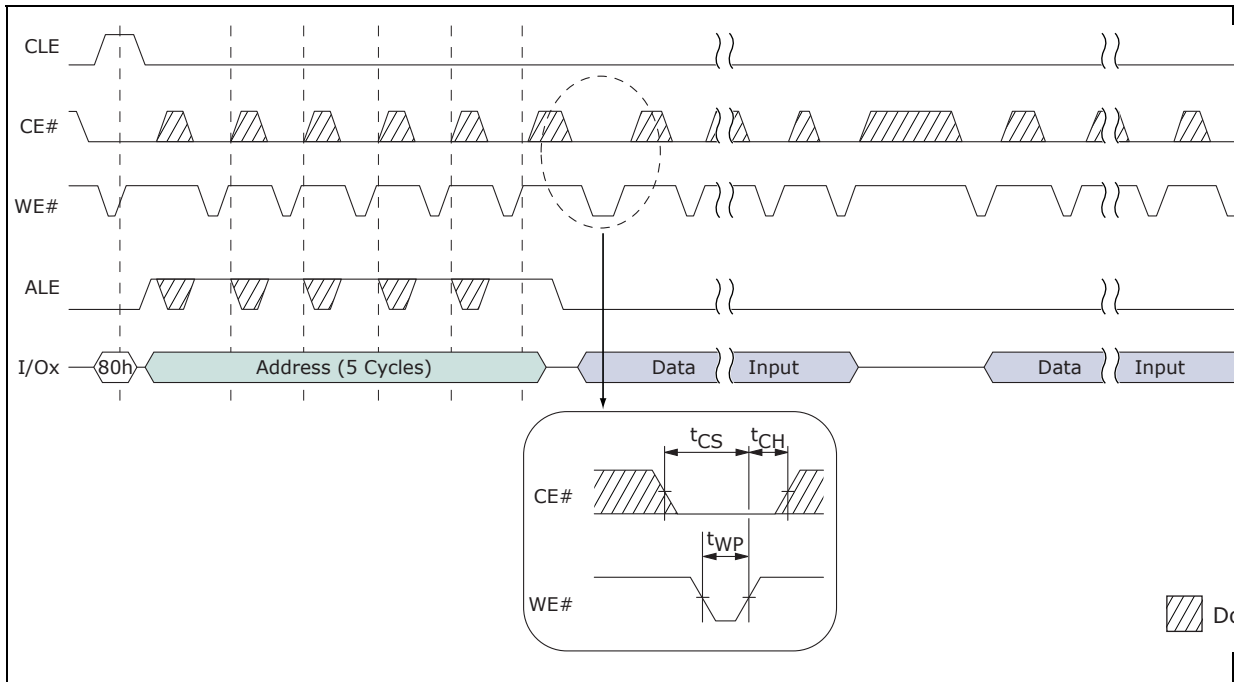 CLE
CE#
WE#
ALE
I/Ox
80h
Address (5 Cycles)
Data
Input
Data
Input
tCS
tCH
CE#
tWP
WE#